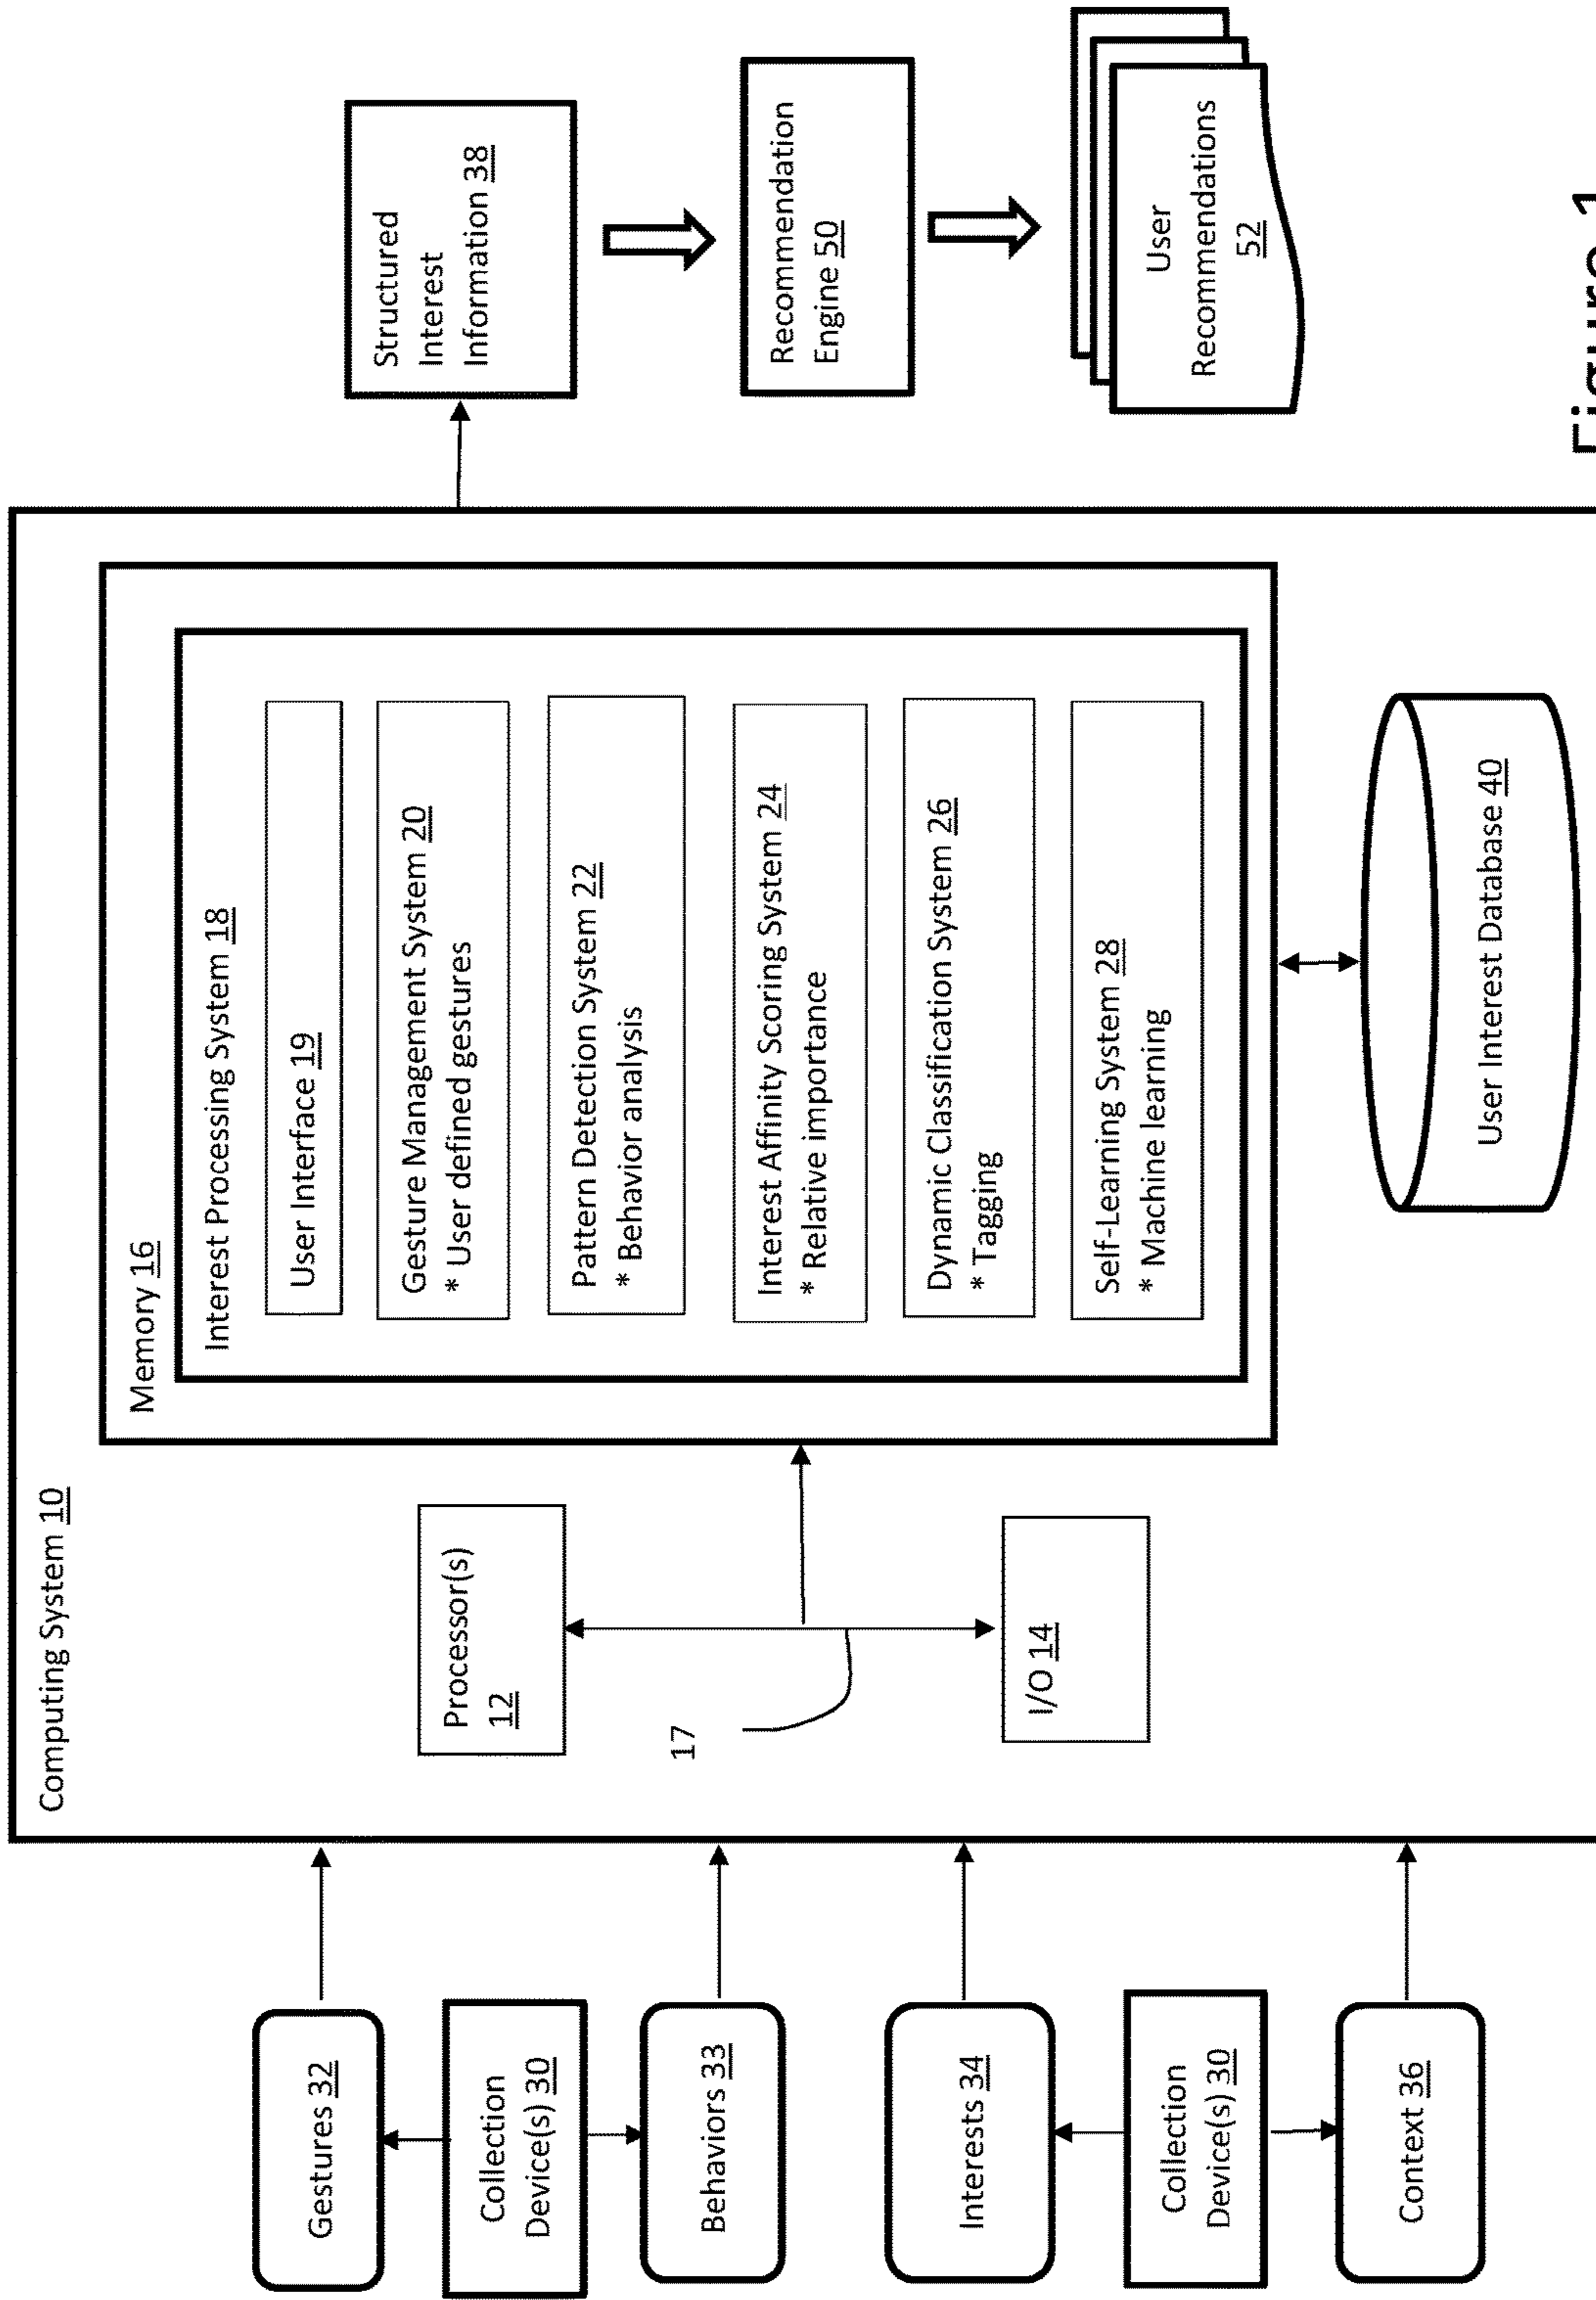 Computing System 10
Gestures 32
Collection
Device(s) 30
Behaviors 33
Interests 34
Collection
Device(s) 30
Context 36
Processor(s)
12
17
I/O 14
Memory 16
Interest Processing System 18
User Interface 19
Gesture Management System 20
* User defined gestures
Pattern Detection System 22
* Behavior analysis
Interest Affinity Scoring System 24
* Relative importance
Dynamic Classification System 26
* Tagging
Self-Learning System 28
* Machine learning
User Interest Database 40
Structured
Interest
Information 38
Recommendation
Engine 50
User
Recommendations
52
Figure 1